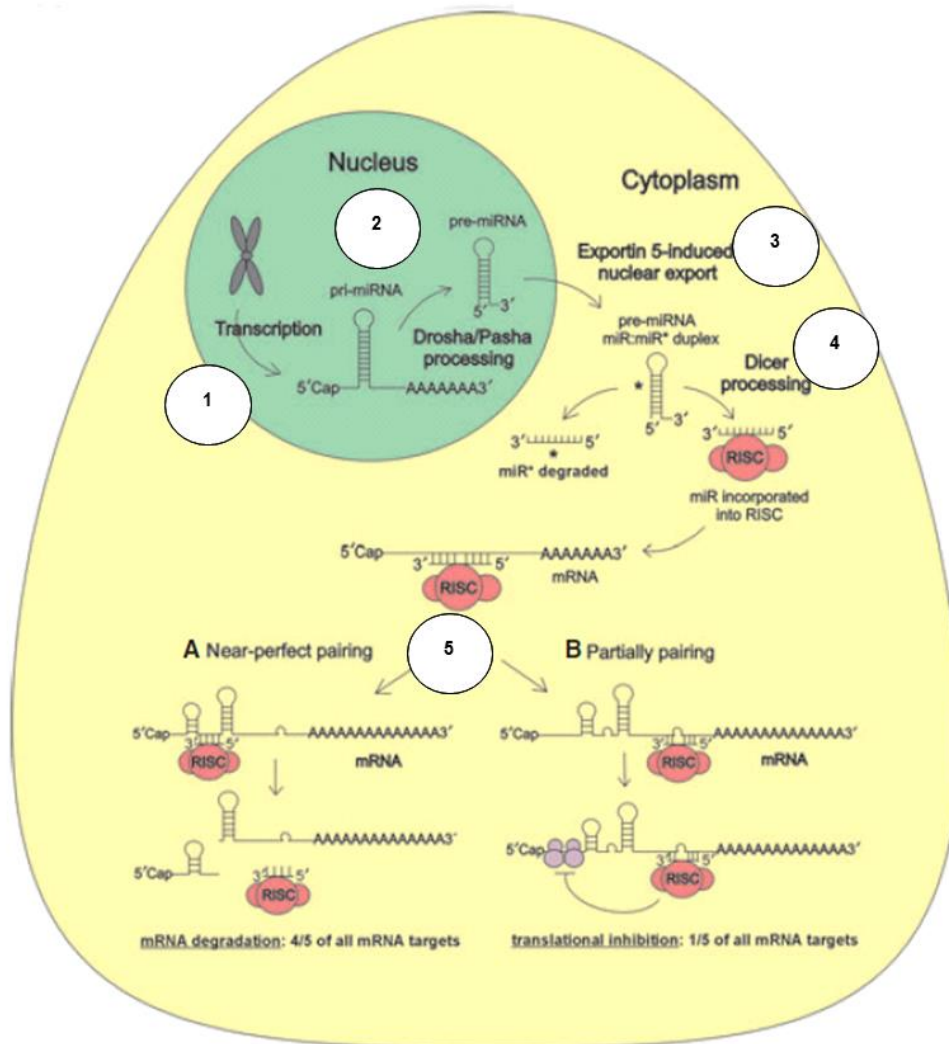 Nucleus
Cytoplasm
2
pre-miRNA
3
Exportin 5-induced
nuclear export
pri-miRNA
5′ 3′
Transcription
Drosha/Pasha
processing
pre-miRNA
miR:miR* duplex
4
Dicer
processing
1
5′Cap AAAAAAA3′
*
5′ 3′
3′ 5′
*
miR* degraded
3′ 5′
RISC
miR incorporated
into RISC
5′Cap AAAAAAA3′
3′ 5′
mRNA
RISC
5
A Near-perfect pairing
B Partially pairing
5′Cap AAAAAAAAAAAAAA3′
3′ 5′
RISC
mRNA
5′Cap AAAAAAAAAAAAAA3′
3′ 5′
RISC
mRNA
AAAAAAAAAAAAAA3′
5′Cap
3′ 5′
RISC
5′Cap AAAAAAAAAAAAAA3′
3′ 5′
RISC
mRNA degradation: 4/5 of all mRNA targets
translational inhibition: 1/5 of all mRNA targets